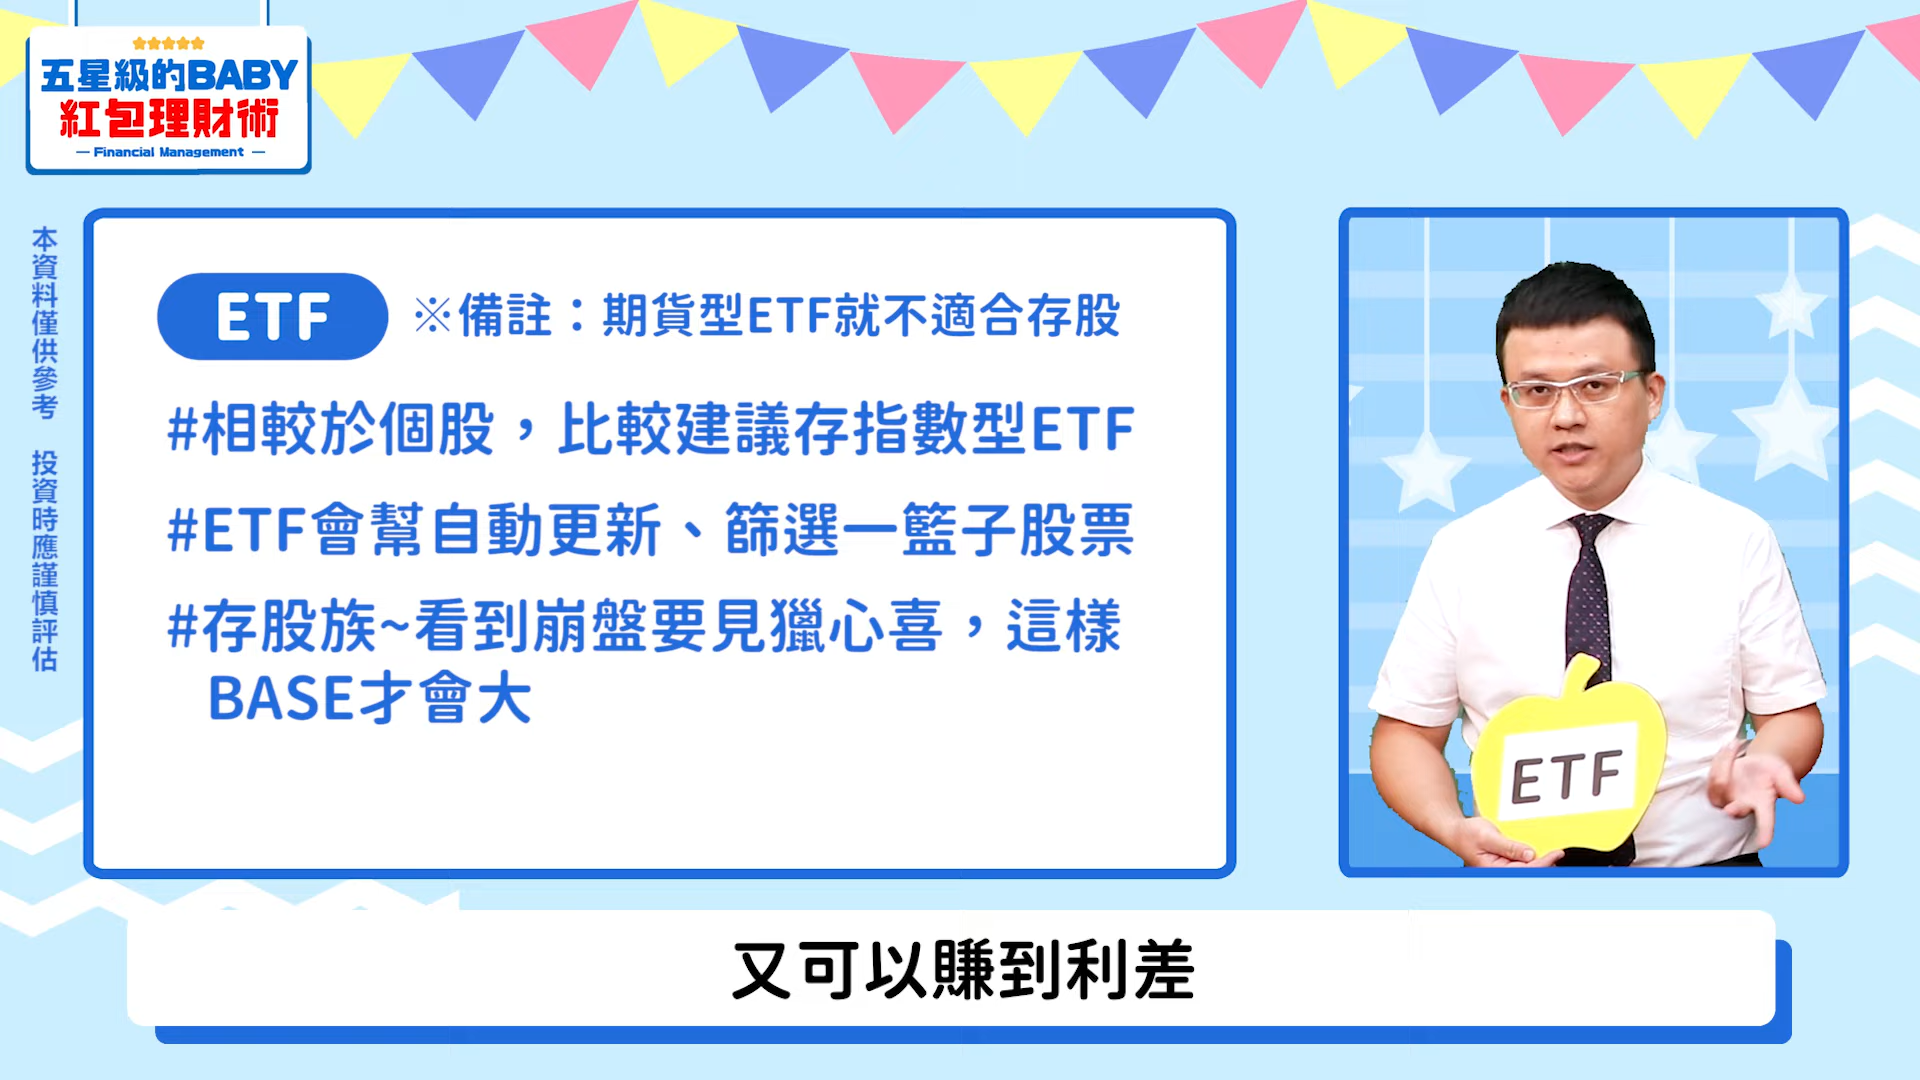 五星級的BABY
紅包理財術
Financial Management
本資料僅供參考 投資時應謹慎評估
ETF ※備註：期貨型ETF就不適合存股
#相較於個股，比較建議存指數型ETF
#ETF會幫自動更新、篩選一籃子股票
#存股族~看到崩盤要見獵心喜，這樣
BASE才會大
ETF
又可以賺到利差